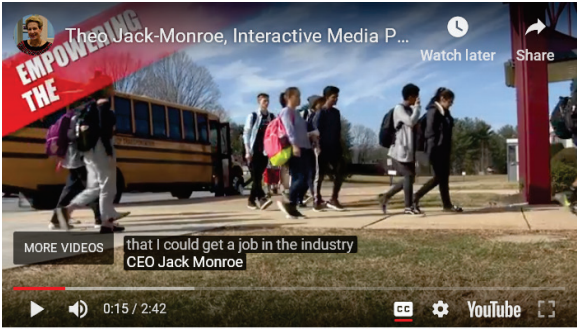 Theo Jack-Monroe, Interactive Media P...
Watch later
Share
EMPOWERING
THE
MORE VIDEOS
that I could get a job in the industry
CEO Jack Monroe
0:15 / 2:42
CC
YouTube